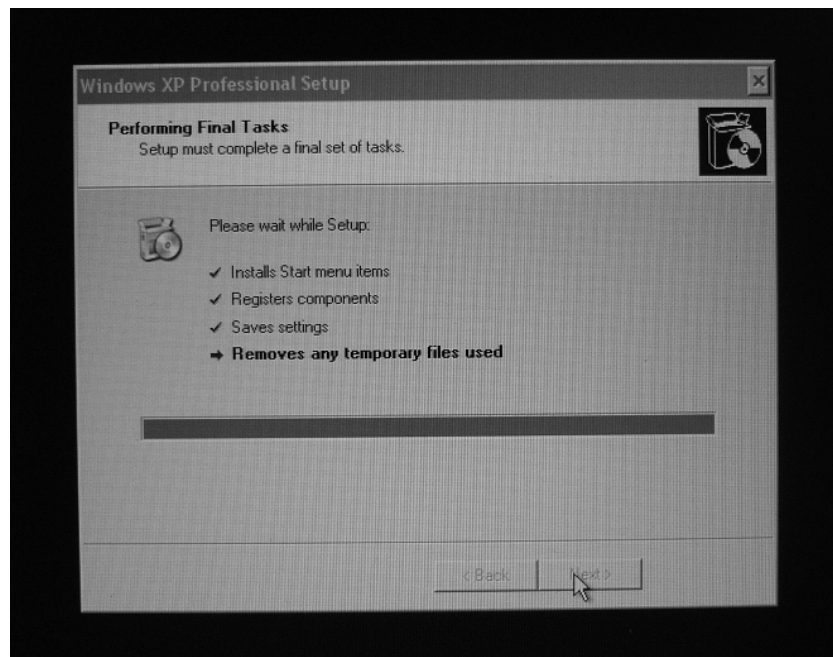 Windows XP Professional Setup
Performing Final Tasks
Setup must complete a final set of tasks.
Please wait while Setup:
Installs Start menu items
Registers components
Saves settings
Removes any temporary files used
< Back
Next >